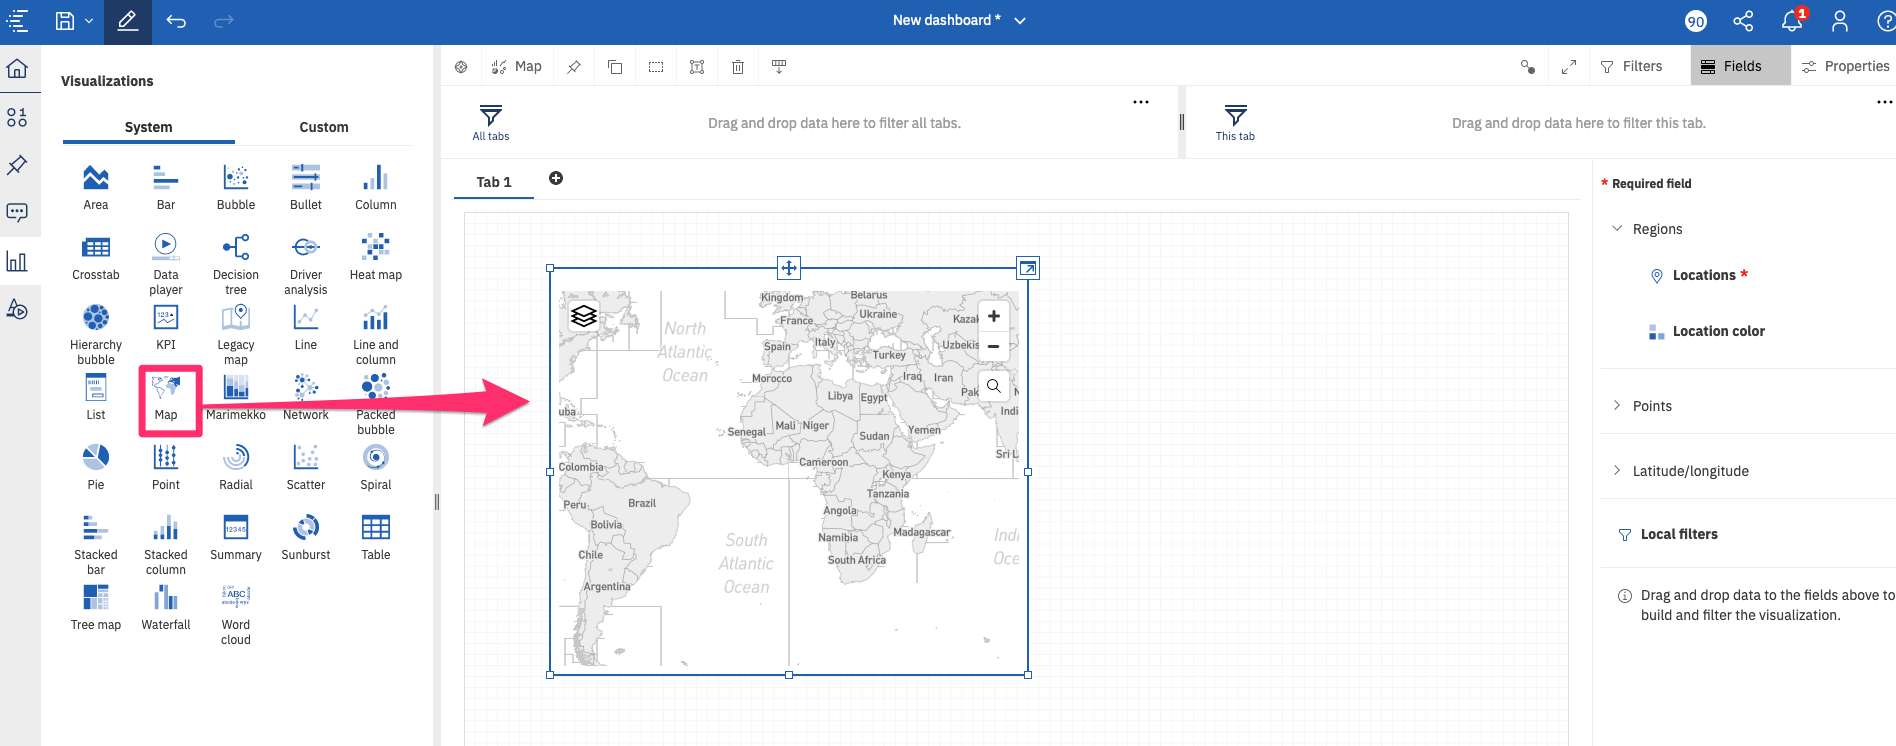 New dashboard *
90
1
Visualizations
System
Custom
Area
Bar
Bubble
Bullet
Column
Crosstab
Data
player
Decision
tree
Driver
analysis
Heat map
Hierarchy
bubble
123
KPI
Legacy
map
Line
Line and
column
List
Map
Marimekko
Network
Packed
bubble
Pie
Point
Radial
Scatter
Spiral
Stacked
bar
Stacked
column
12345
Summary
Sunburst
Table
Tree map
Waterfall
ABC
Word
cloud
Map
Filters
Fields
Properties
All tabs
Drag and drop data here to filter all tabs.
This tab
Drag and drop data here to filter this tab.
Tab 1
Kingdom
Belarus
North
Atlantic
Ocean
France
Ukraine
Kazak
Spain
Italy
Turkey
Uzbekis
Morocco
Iraq
Iran
Libya
Egypt
Pak
uba
Indi
Senegal
Mali
Niger
Sudan
Yemen
Colombia
Cameroon
Sri L
Kenya
Tanzania
Peru
Brazil
Angola
Bolivia
Namibia
Madagascar
South
Atlantic
Ocean
Indi
Oce
Chile
South Africa
Argentina
* Required field
Regions
Locations *
Location color
Points
Latitude/longitude
Local filters
Drag and drop data to the fields above to
build and filter the visualization.